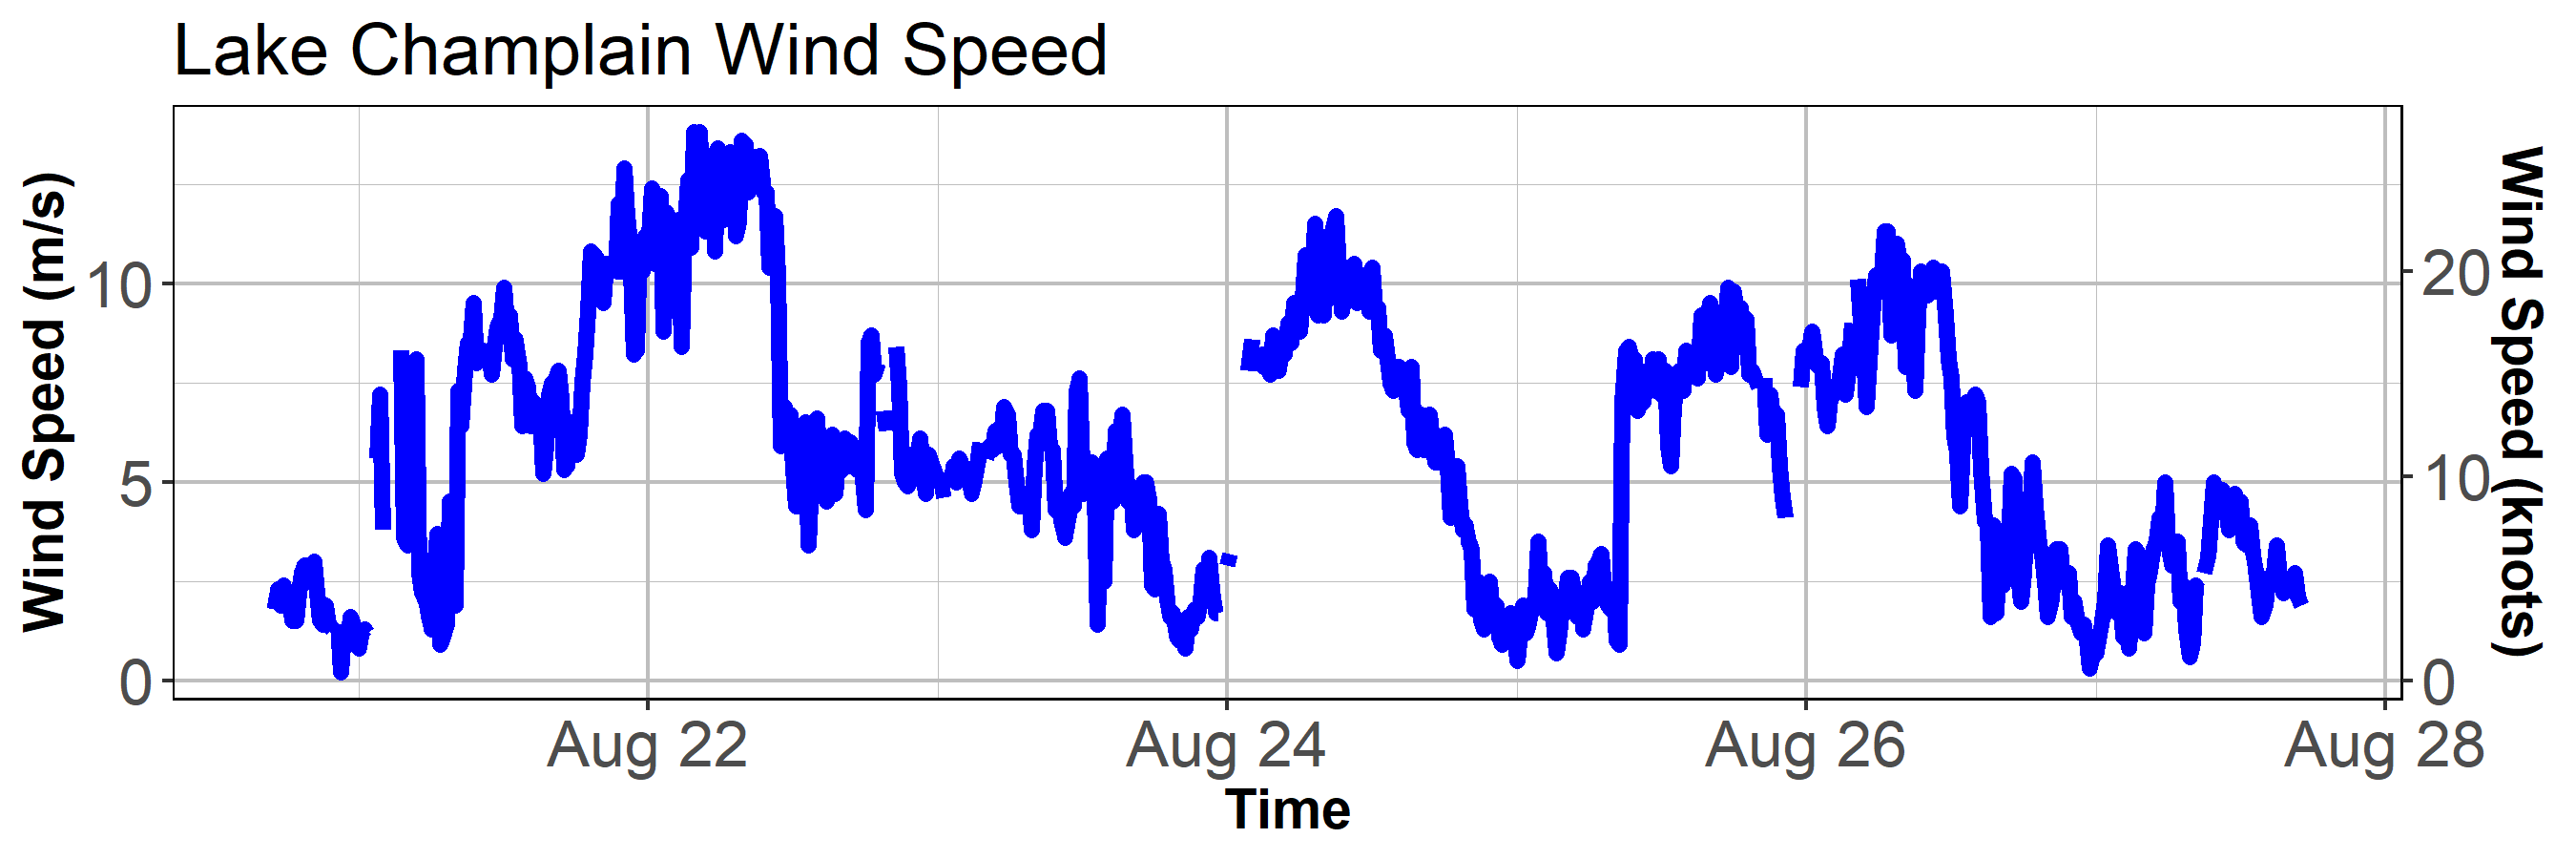 Lake Champlain Wind Speed
Wind Speed (m/s)
10
5
0
20
10
0
Wind Speed (knots)
Aug 22
Aug 24
Aug 26
Aug 28
Time